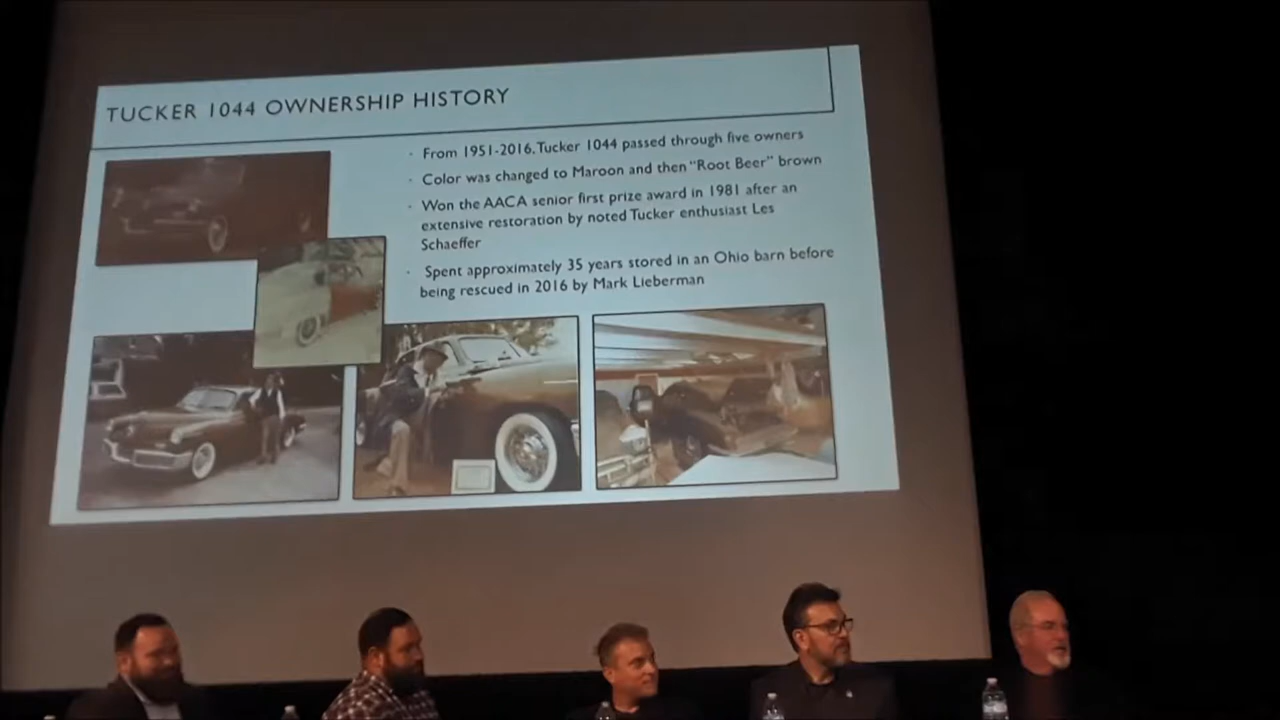 TUCKER 1044 OWNERSHIP HISTORY
· From 1951-2016, Tucker 1044 passed through five owners
· Color was changed to Maroon and then "Root Beer" brown
· Won the AACA senior first prize award in 1981 after an
extensive restoration by noted Tucker enthusiast Les
Schaeffer
· Spent approximately 35 years stored in an Ohio barn before
being rescued in 2016 by Mark Lieberman